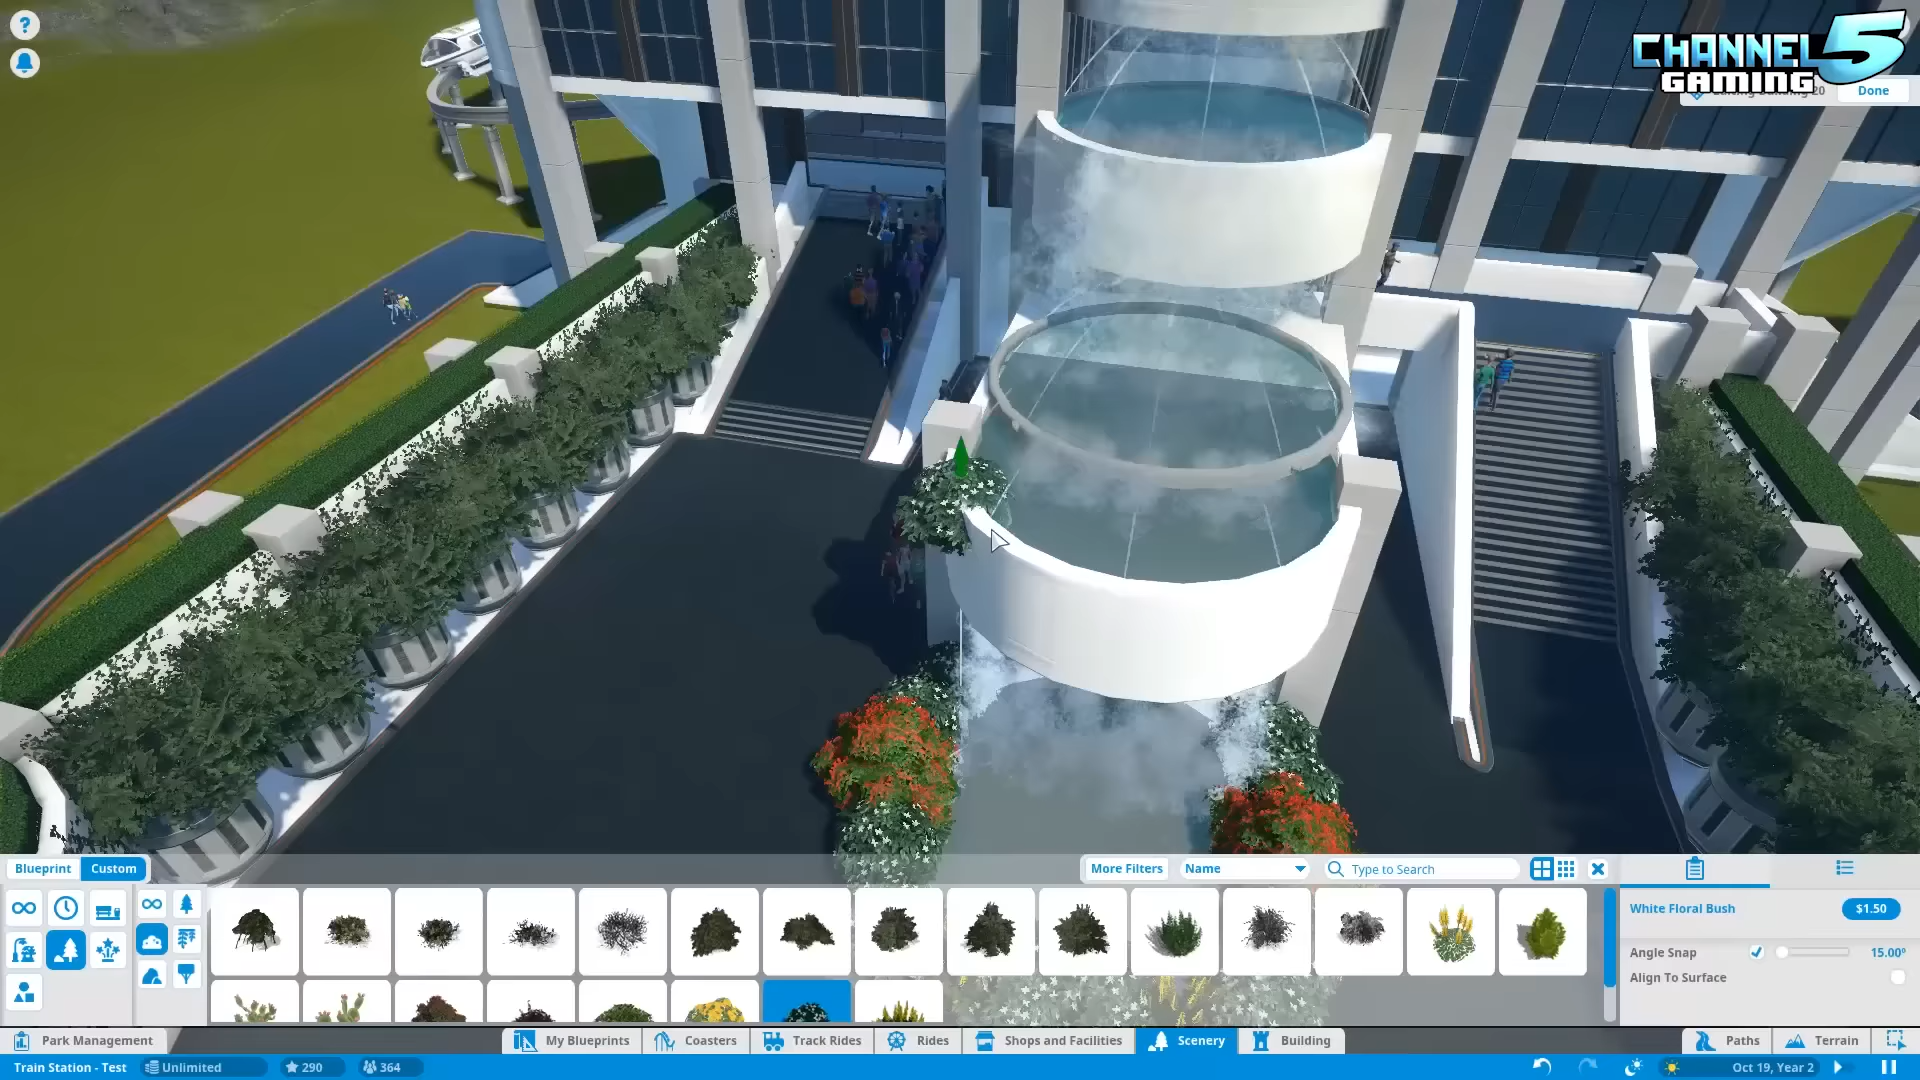 ?
CHANNEL 5
GAMING
20
Done
Blueprint
Custom
More Filters
Name
Type to Search
White Floral Bush
$1.50
Angle Snap
15.00°
Align To Surface
Park Management
My Blueprints
Coasters
Track Rides
Rides
Shops and Facilities
Scenery
Building
Paths
Terrain
Train Station - Test
Unlimited
290
364
Oct 19, Year 2